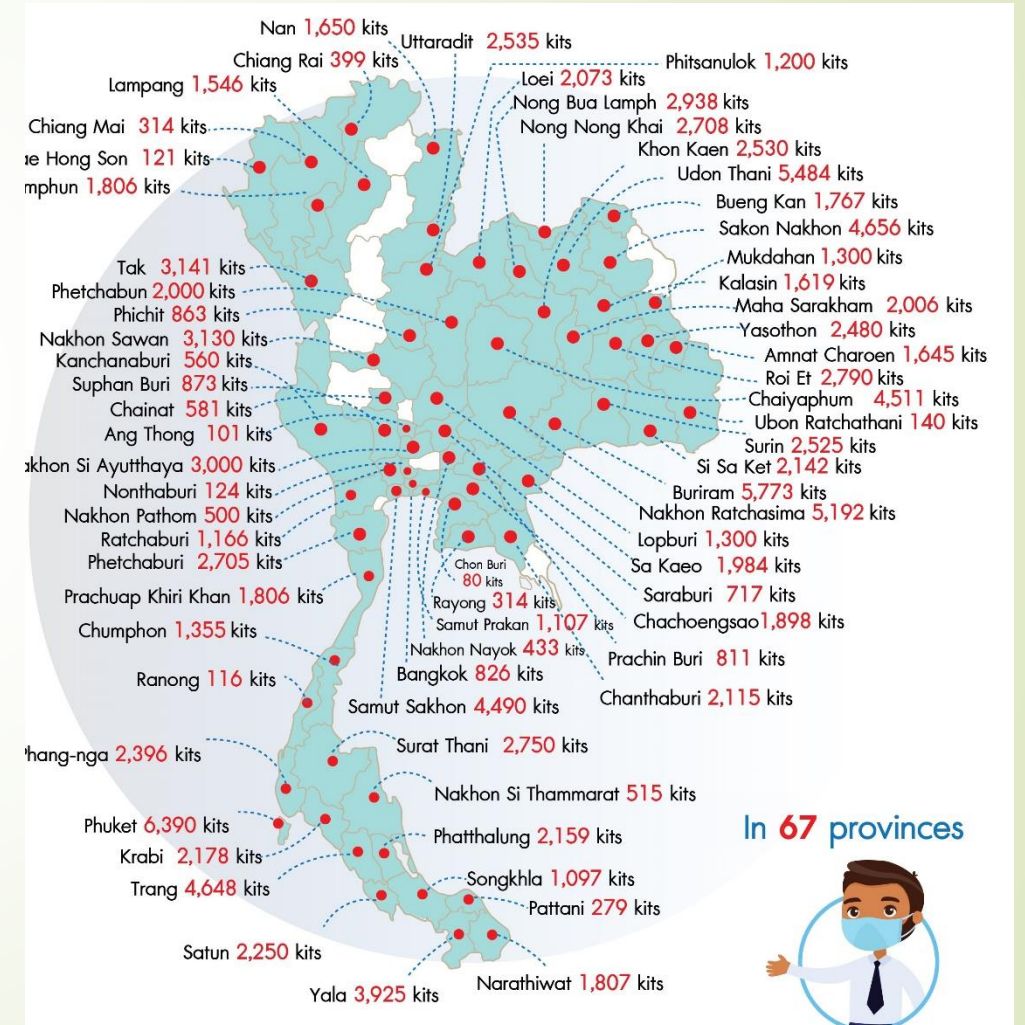 Nan 1,650 kits
Uttaradit 2,535 kits
Chiang Rai 399 kits
Phitsanulok 1,200 kits
Lampang 1,546 kits
Loei 2,073 kits
Nong Bua Lamph 2,938 kits
Chiang Mai 314 kits
Nong Nong Khai 2,708 kits
ae Hong Son 121 kits
Khon Kaen 2,530 kits
mphun 1,806 kits
Udon Thani 5,484 kits
Bueng Kan 1,767 kits
Sakon Nakhon 4,656 kits
Mukdahan 1,300 kits
Tak 3,141 kits
Kalasin 1,619 kits
Phetchabun 2,000 kits
Maha Sarakham 2,006 kits
Phichit 863 kits
Yasothon 2,480 kits
Nakhon Sawan 3,130 kits
Amnat Charoen 1,645 kits
Kanchanaburi 560 kits
Roi Et 2,790 kits
Suphan Buri 873 kits
Chaiyaphum 4,511 kits
Chainat 581 kits
Ubon Ratchathani 140 kits
Ang Thong 101 kits
Surin 2,525 kits
akhon Si Ayutthaya 3,000 kits
Si Sa Ket 2,142 kits
Nonthaburi 124 kits
Buriram 5,773 kits
Nakhon Pathom 500 kits
Nakhon Ratchasima 5,192 kits
Ratchaburi 1,166 kits
Lopburi 1,300 kits
Phetchaburi 2,705 kits
Sa Kaeo 1,984 kits
Chon Buri
80 kits
Prachuap Khiri Khan 1,806 kits
Saraburi 717 kits
Rayong 314 kits
Samut Prakan 1,107 kits
Chachoengsao 1,898 kits
Chumphon 1,355 kits
Nakhon Nayok 433 kits
Prachin Buri 811 kits
Bangkok 826 kits
Ranong 116 kits
Chanthaburi 2,115 kits
Samut Sakhon 4,490 kits
Surat Thani 2,750 kits
Phang-nga 2,396 kits
Nakhon Si Thammarat 515 kits
Phuket 6,390 kits
In 67 provinces
Phatthalung 2,159 kits
Krabi 2,178 kits
Songkhla 1,097 kits
Trang 4,648 kits
Pattani 279 kits
Satun 2,250 kits
Narathiwat 1,807 kits
Yala 3,925 kits